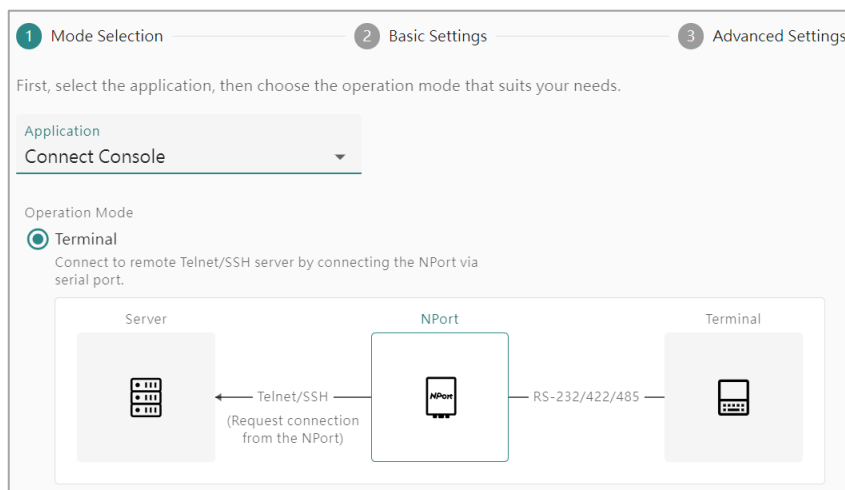 1 Mode Selection 2 Basic Settings 3 Advanced Settings
First, select the application, then choose the operation mode that suits your needs.
Application
Connect Console
Operation Mode
Terminal
Connect to remote Telnet/SSH server by connecting the NPort via
serial port.
Server NPort Terminal
Telnet/SSH NPort RS-232/422/485
(Request connection
from the NPort)